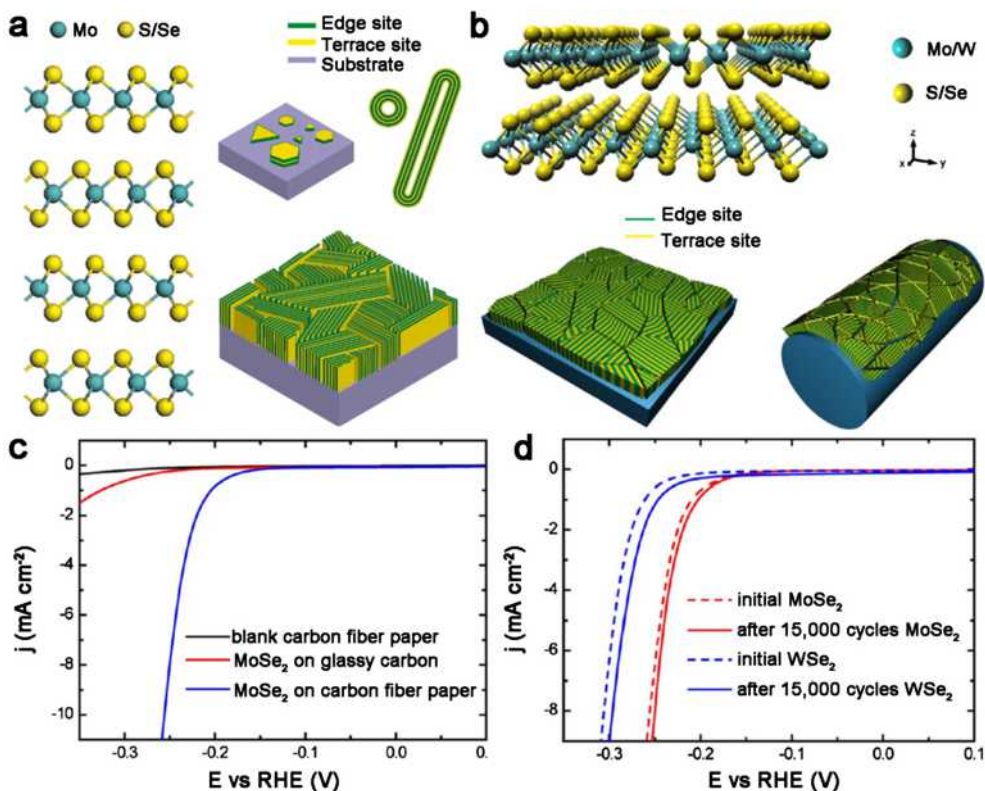 a
Mo
S/Se
Edge site
Terrace site
Substrate
b
Mo/W
S/Se
z
x
y
Edge site
Terrace site
c
0
-2
-4
-6
-8
-10
j (mA cm⁻²)
blank carbon fiber paper
MoSe₂ on glassy carbon
MoSe₂ on carbon fiber paper
-0.3
-0.2
-0.1
0.0
0.
E vs RHE (V)
d
0
-2
-4
-6
-8
j (mA cm⁻²)
initial MoSe₂
after 15,000 cycles MoSe₂
initial WSe₂
after 15,000 cycles WSe₂
-0.3
-0.2
-0.1
0.0
0.1
E vs RHE (V)